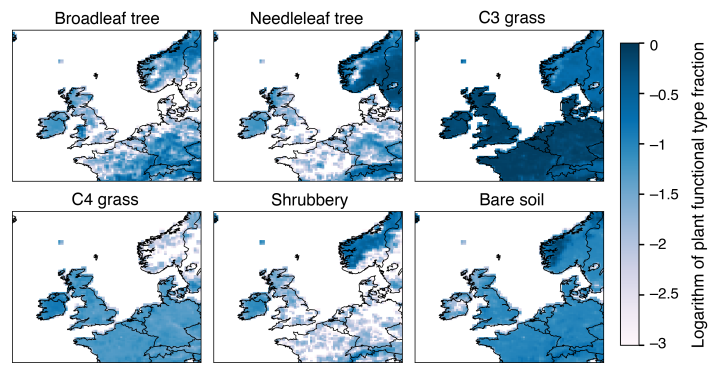 Broadleaf tree
Needleleaf tree
C3 grass
C4 grass
Shrubbery
Bare soil
0
−0.5
−1
−1.5
−2
−2.5
−3
Logarithm of plant functional type fraction